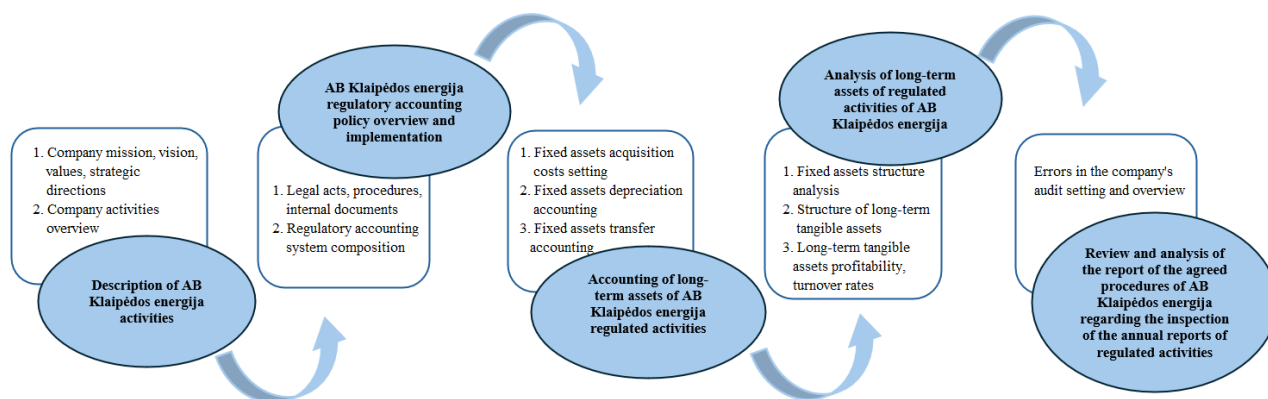 1. Company mission, vision,
values, strategic
directions
2. Company activities
overview
Description of AB
Klaipėdos energija
activities
AB Klaipėdos energija
regulatory accounting
policy overview and
implementation
1. Legal acts, procedures,
internal documents
2. Regulatory accounting
system composition
1. Fixed assets acquisition
costs setting
2. Fixed assets depreciation
accounting
3. Fixed assets transfer
accounting
Accounting of long-
term assets of AB
Klaipėdos energija
regulated activities
Analysis of long-term
assets of regulated
activities of AB
Klaipėdos energija
1. Fixed assets structure
analysis
2. Structure of long-term
tangible assets
3. Long-term tangible
assets profitability,
turnover rates
Errors in the company's
audit setting and overview
Review and analysis of
the report of the agreed
procedures of AB
Klaipėdos energija
regarding the inspection
of the annual reports of
regulated activities